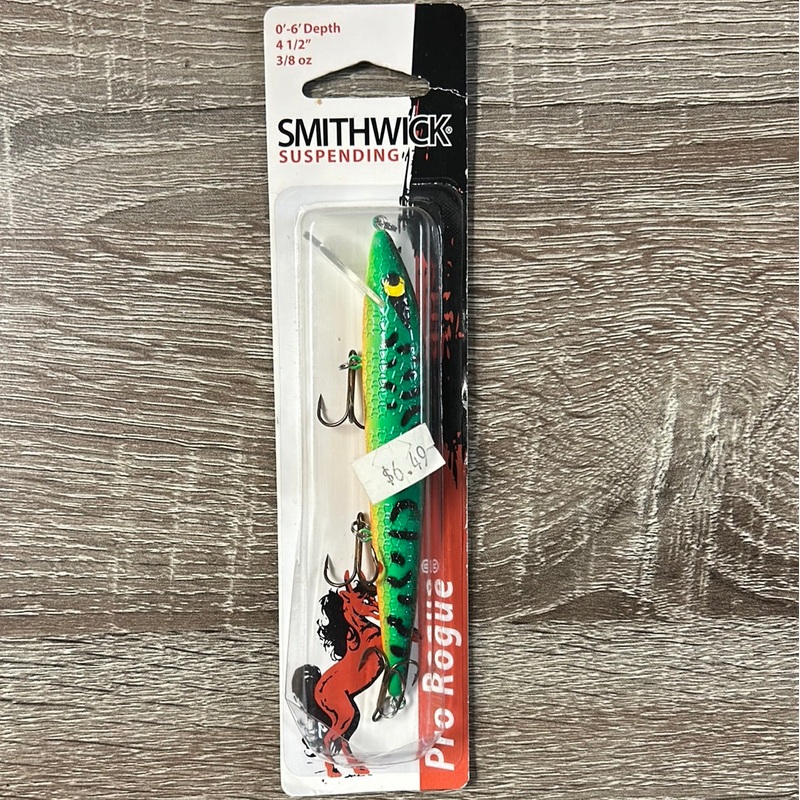 0'-6' Depth
4 1/2"
3/8 oz
SMITHWICK®
SUSPENDING
$6.49
Pro Rogue